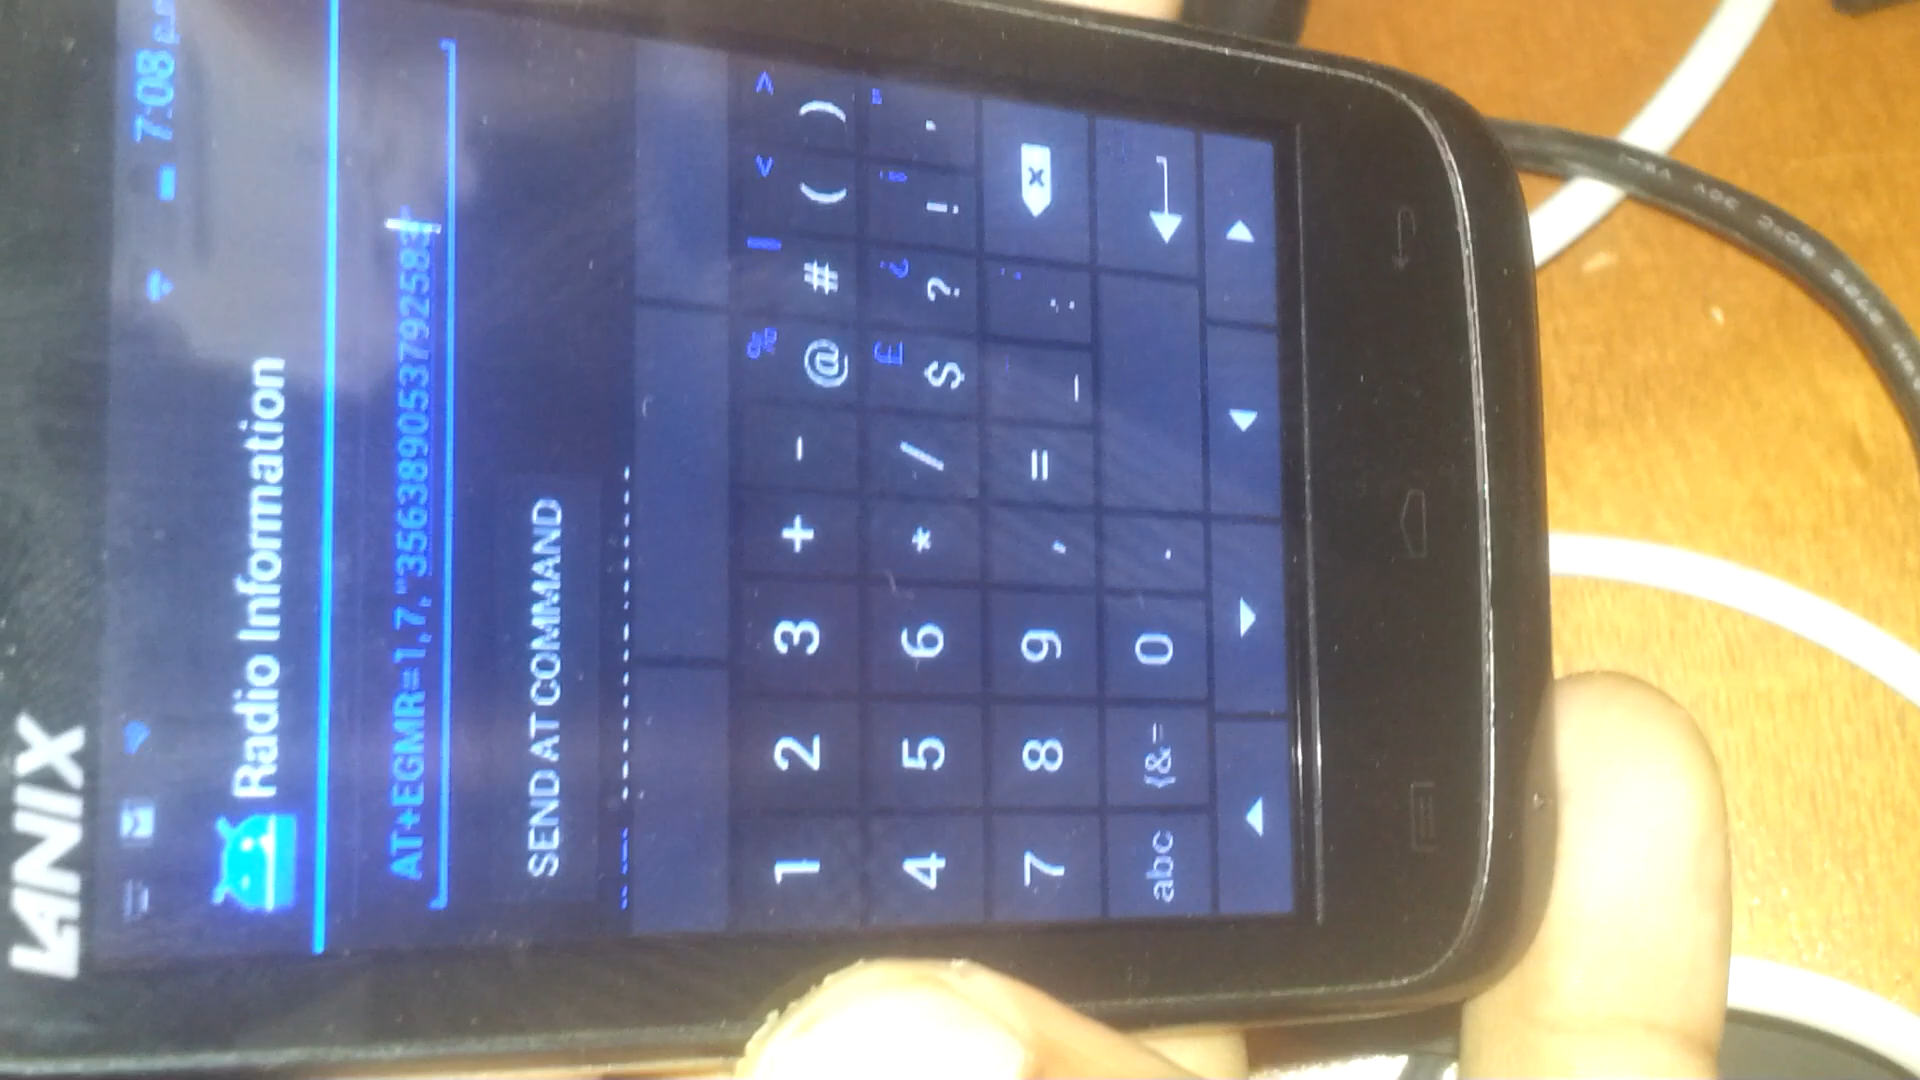 LANIX
7:08 p.m.
Radio Information
AT+EGMR=1,7,"356389053792583"
SEND AT COMMAND
1 2 3 + - @ # ( )
% | < >
4 5 6 * / $ ? ! '
£ ¿ ¡ "
7 8 9 , = _ :
;
abc (&= 0 .